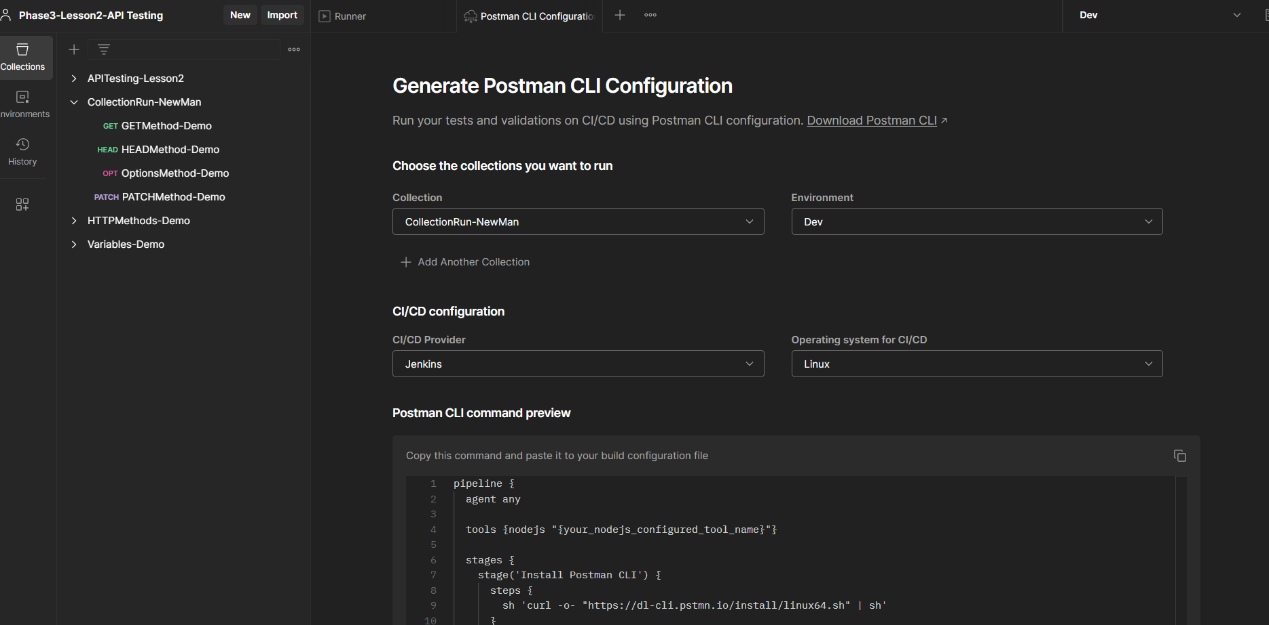 Phase3-Lesson2-API Testing
New
Import
Runner
Postman CLI Configuratio
Dev
Collections
nvironments
History
APITesting-Lesson2
CollectionRun-NewMan
GET GETMethod-Demo
HEAD HEADMethod-Demo
OPT OptionsMethod-Demo
PATCH PATCHMethod-Demo
HTTPMethods-Demo
Variables-Demo
Generate Postman CLI Configuration
Run your tests and validations on CI/CD using Postman CLI configuration. Download Postman CLI ↗
Choose the collections you want to run
Collection
CollectionRun-NewMan
Environment
Dev
Add Another Collection
CI/CD configuration
CI/CD Provider
Jenkins
Operating system for CI/CD
Linux
Postman CLI command preview
Copy this command and paste it to your build configuration file
1 pipeline {
2 agent any
3
4 tools {nodejs "{your_nodejs_configured_tool_name}"}
5
6 stages {
7 stage('Install Postman CLI') {
8 steps {
9 sh 'curl -o- "https://dl-cli.pstmn.io/install/linux64.sh" | sh'
10 }